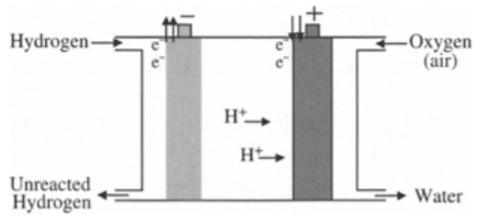 − +
Hydrogen e⁻ e⁻ Oxygen
e⁻ e⁻ (air)
H⁺
H⁺
Unreacted
Hydrogen Water